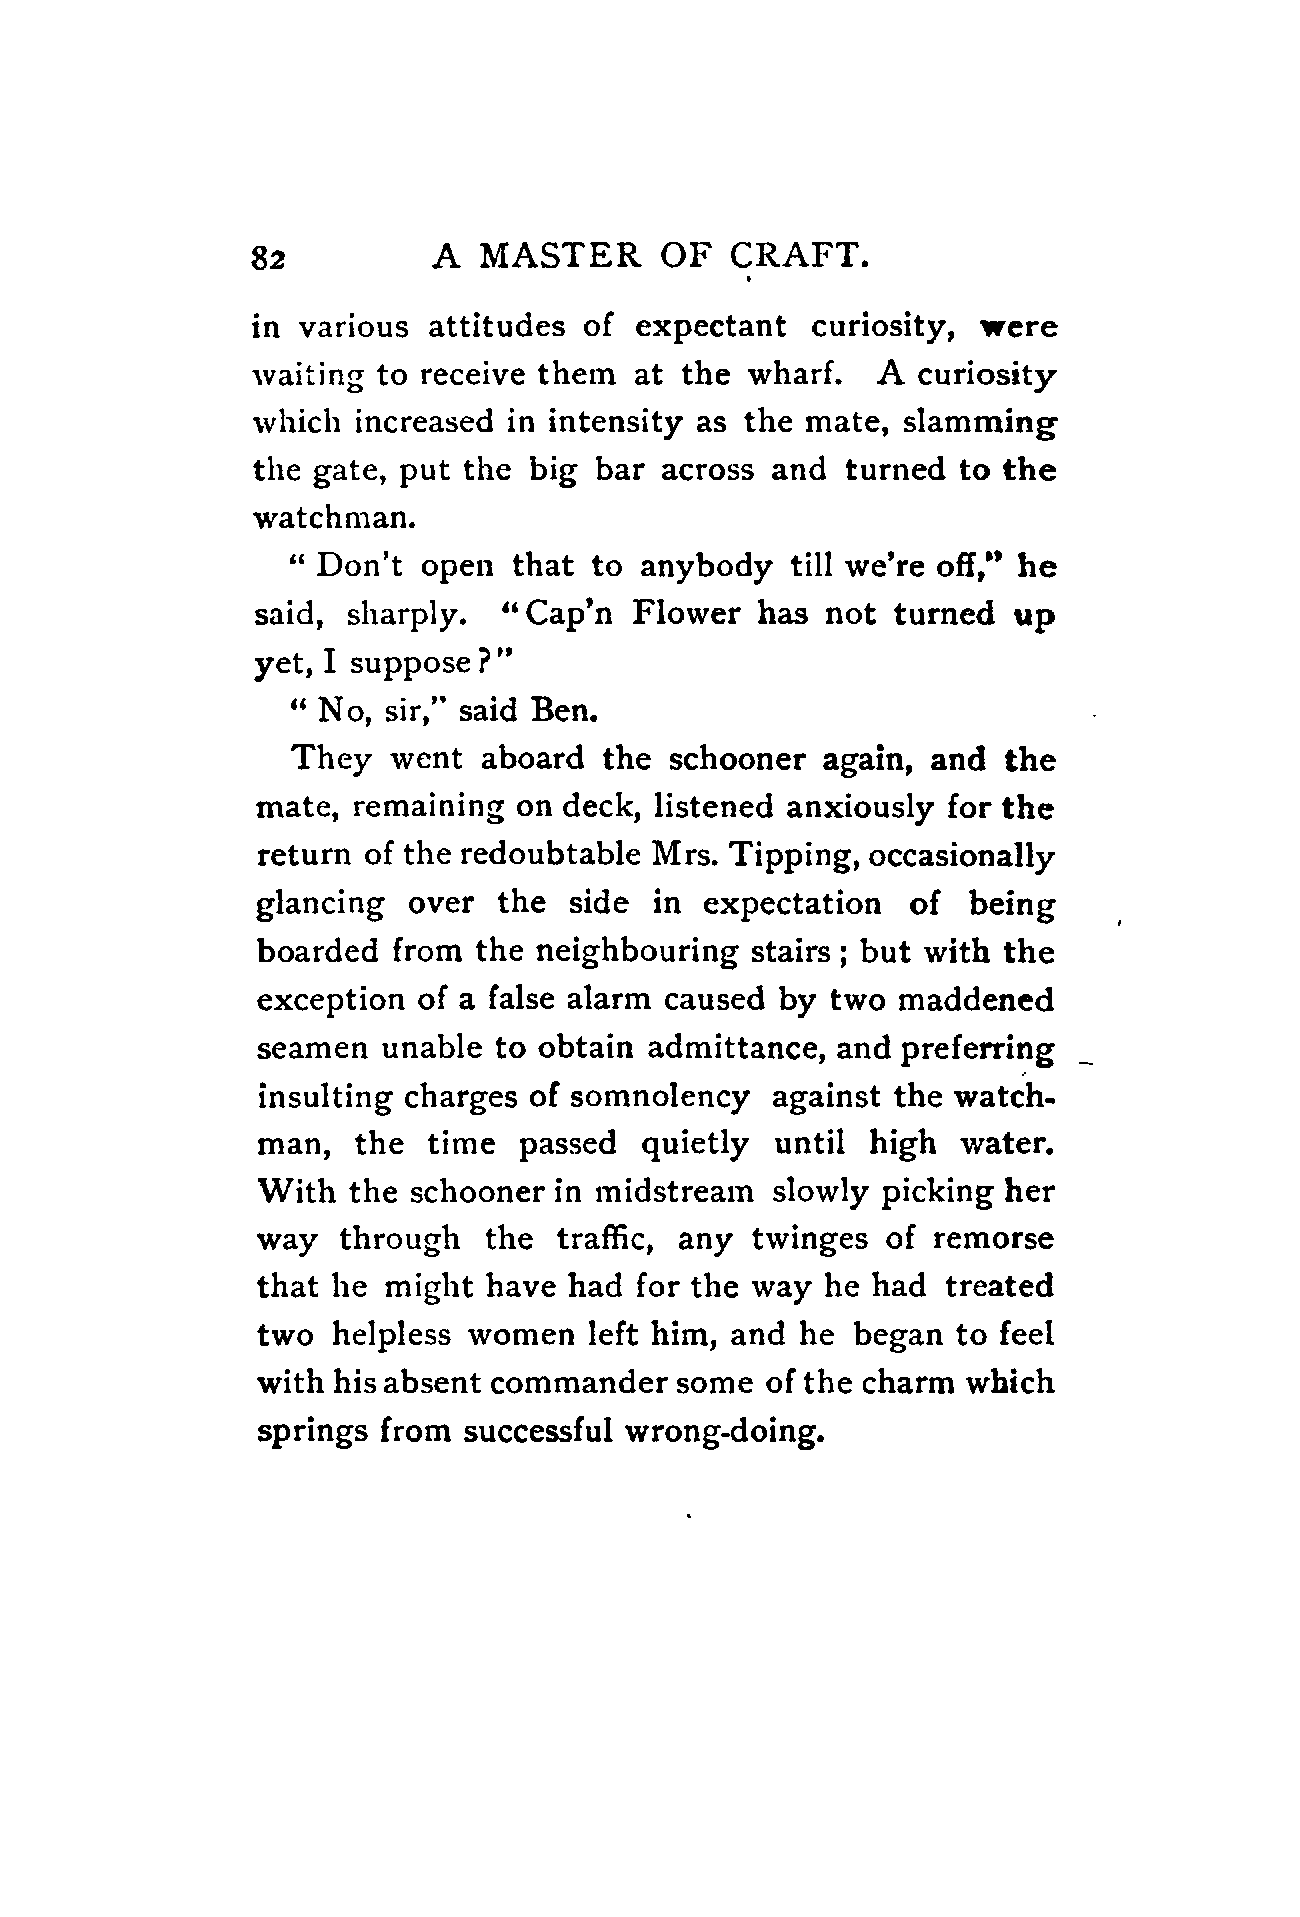 82 A MASTER OF CRAFT.
in various attitudes of expectant curiosity, were
waiting to receive them at the wharf. A curiosity
which increased in intensity as the mate, slamming
the gate, put the big bar across and turned to the
watchman.
" Don't open that to anybody till we're off," he
said, sharply. "Cap'n Flower has not turned up
yet, I suppose?"
" No, sir," said Ben.
They went aboard the schooner again, and the
mate, remaining on deck, listened anxiously for the
return of the redoubtable Mrs. Tipping, occasionally
glancing over the side in expectation of being
boarded from the neighbouring stairs ; but with the
exception of a false alarm caused by two maddened
seamen unable to obtain admittance, and preferring
insulting charges of somnolency against the watch-
man, the time passed quietly until high water.
With the schooner in midstream slowly picking her
way through the traffic, any twinges of remorse
that he might have had for the way he had treated
two helpless women left him, and he began to feel
with his absent commander some of the charm which
springs from successful wrong-doing.